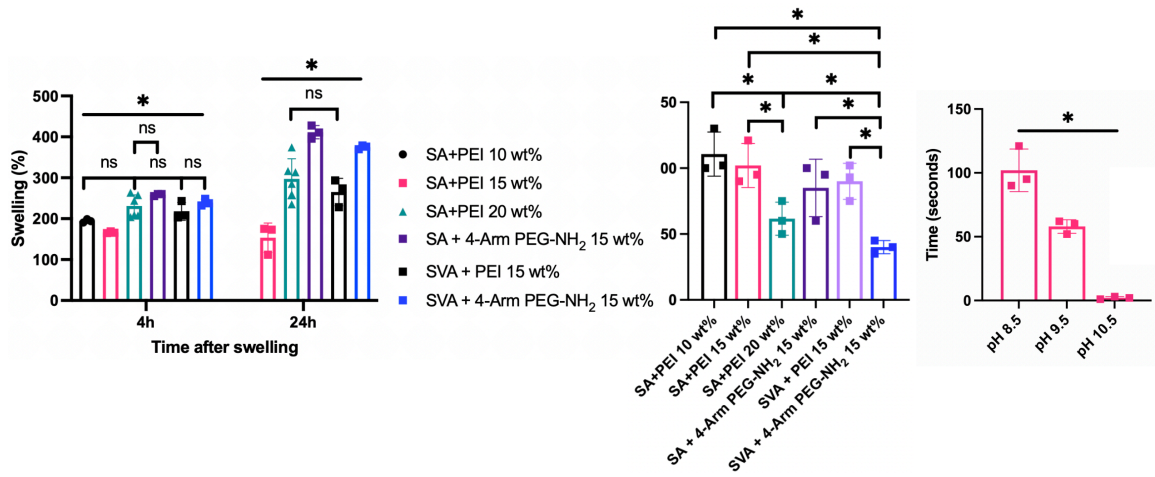 Swelling (%)
500
400
300
200
100
0
*
ns
ns
ns
ns
*
ns
4h
24h
Time after swelling
SA+PEI 10 wt%
SA+PEI 15 wt%
SA+PEI 20 wt%
SA + 4-Arm PEG-NH2 15 wt%
SVA + PEI 15 wt%
SVA + 4-Arm PEG-NH2 15 wt%
*
*
*
*
*
*
*
50
00
50
0
SA+PEI 10 wt%
SA+PEI 15 wt%
SA+PEI 20 wt%
SA + 4-Arm PEG-NH2 15 wt%
SVA + PEI 15 wt%
SVA + 4-Arm PEG-NH2 15 wt%
Time (seconds)
150
100
50
0
*
pH 8.5
pH 9.5
pH 10.5